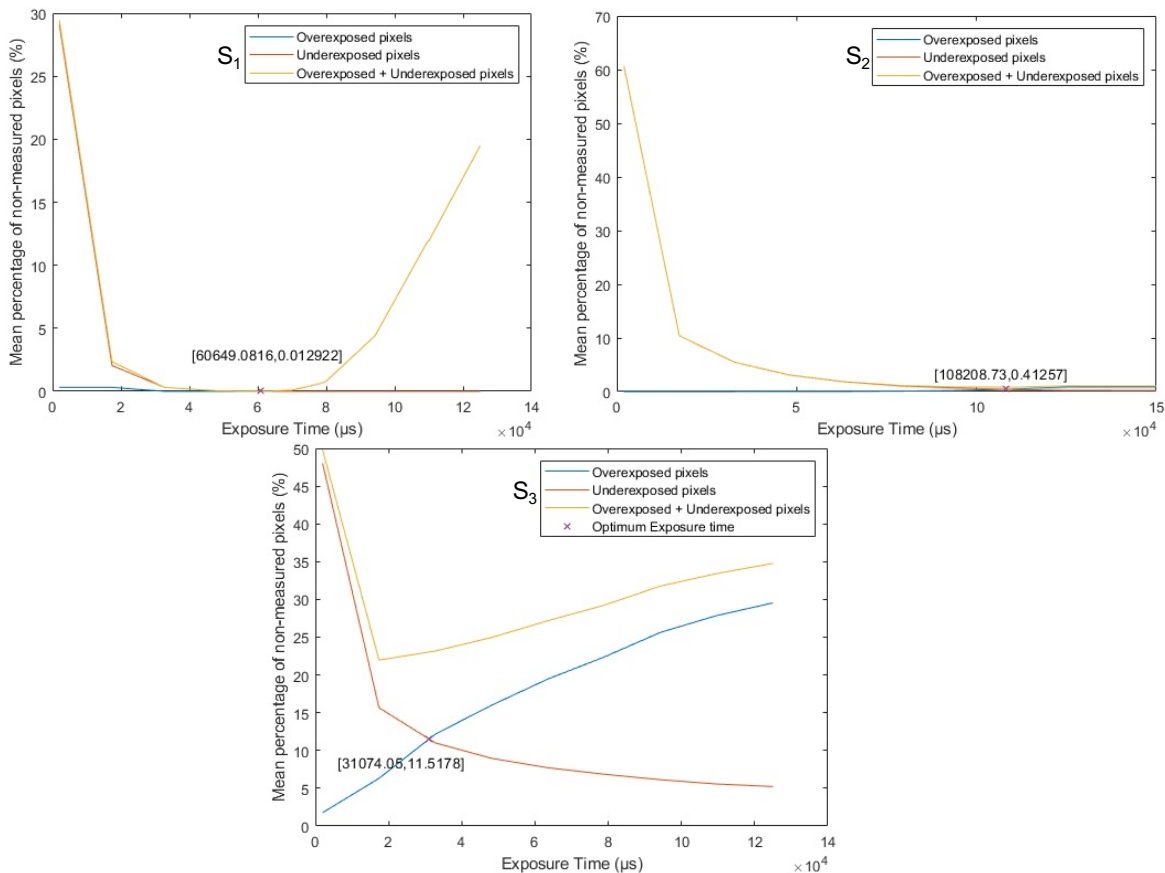 S1
Overexposed pixels
Underexposed pixels
Overexposed + Underexposed pixels
Mean percentage of non-measured pixels (%)
30
25
20
15
10
5
0
[60649.0816,0.012922]
0 2 4 6 8 10 12 14
Exposure Time (µs)
×10^4
S2
Overexposed pixels
Underexposed pixels
Overexposed + Underexposed pixels
Mean percentage of non-measured pixels (%)
70
60
50
40
30
20
10
0
[108208.73,0.41257]
0 5 10 15
Exposure Time (µs)
×10^4
S3
Overexposed pixels
Underexposed pixels
Overexposed + Underexposed pixels
Optimum Exposure time
Mean percentage of non-measured pixels (%)
50
45
40
35
30
25
20
15
10
5
0
[31074.05,11.5178]
0 2 4 6 8 10 12 14
Exposure Time (µs)
×10^4